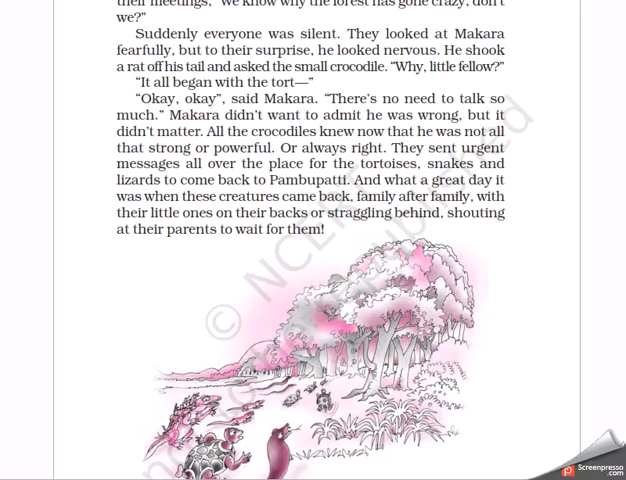 their meetings, "We know why the forest has gone crazy, don't
we?"
Suddenly everyone was silent. They looked at Makara
fearfully, but to their surprise, he looked nervous. He shook
a rat off his tail and asked the small crocodile. "Why, little fellow?"
"It all began with the tort—"
"Okay, okay", said Makara. "There's no need to talk so
much." Makara didn't want to admit he was wrong, but it
didn't matter. All the crocodiles knew now that he was not all
that strong or powerful. Or always right. They sent urgent
messages all over the place for the tortoises, snakes and
lizards to come back to Pambupatti. And what a great day it
was when these creatures came back, family after family, with
their little ones on their backs or straggling behind, shouting
at their parents to wait for them!
© NCERT
Screenpresso
.com